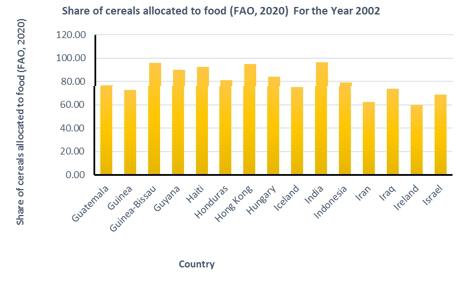 Share of cereals allocated to food (FAO, 2020)  For the Year 2002
Share of cereals allocated to food (FAO, 2020)
120.00
100.00
80.00
60.00
40.00
20.00
0.00
Guatemala
Guinea
Guinea-Bissau
Guyana
Haiti
Honduras
Hong Kong
Hungary
Iceland
India
Indonesia
Iran
Iraq
Ireland
Israel
Country